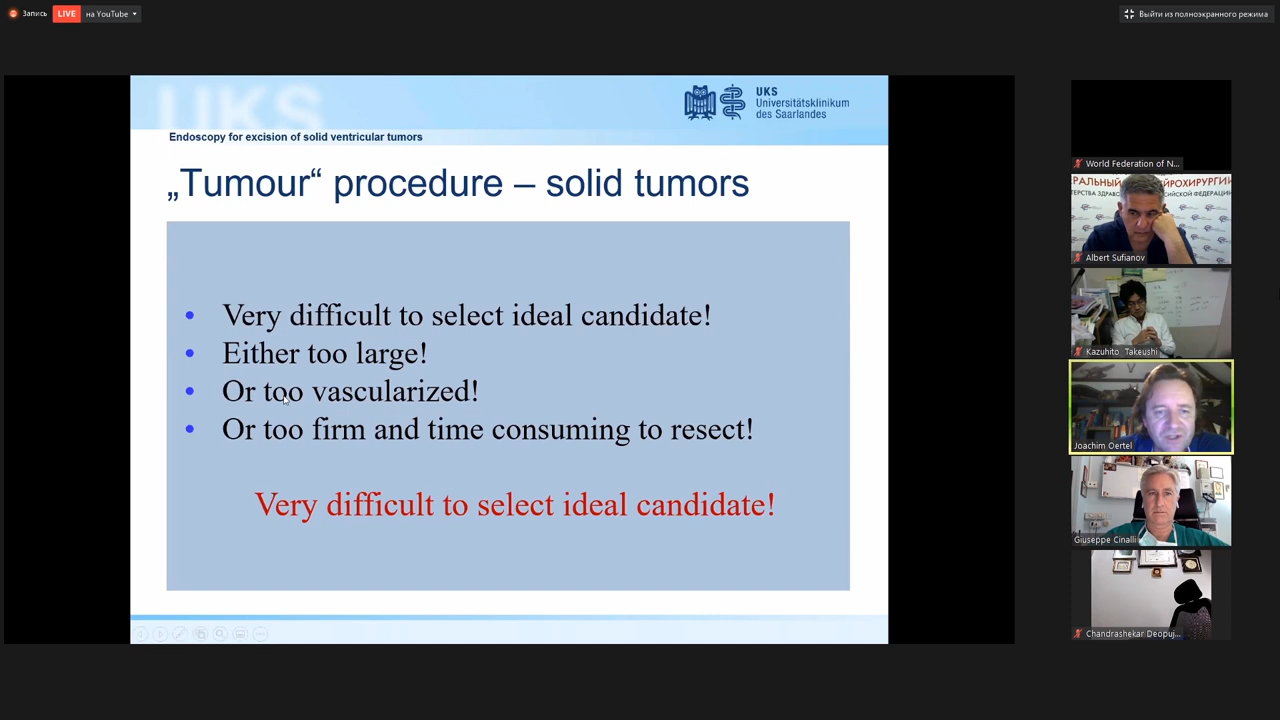 Запись
LIVE
на YouTube
Выйти из полноэкранного режима
UKS
UKS
Universitätsklinikum
des Saarlandes
Endoscopy for excision of solid ventricular tumors
„Tumour“ procedure – solid tumors
• Very difficult to select ideal candidate!
• Either too large!
• Or too vascularized!
• Or too firm and time consuming to resect!
Very difficult to select ideal candidate!
World Federation of N...
Albert Sufianov
Kazuhito Takeushi
Joachim Oertel
Giuseppe Cinalli
Chandrashekar Deopuj...